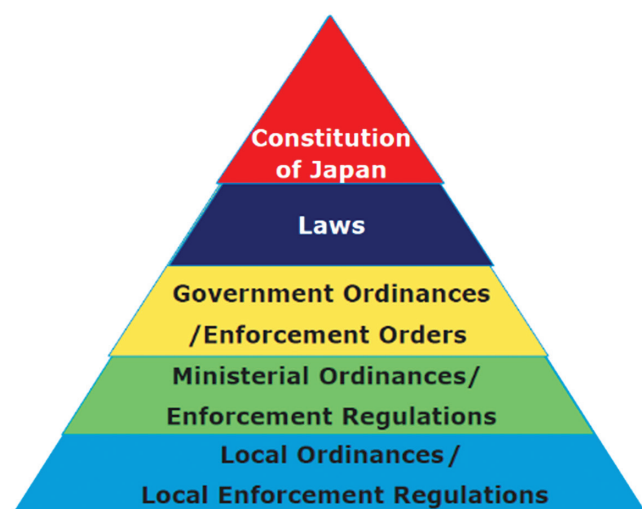 Constitution
of Japan
Laws
Government Ordinances
/Enforcement Orders
Ministerial Ordinances/
Enforcement Regulations
Local Ordinances/
Local Enforcement Regulations